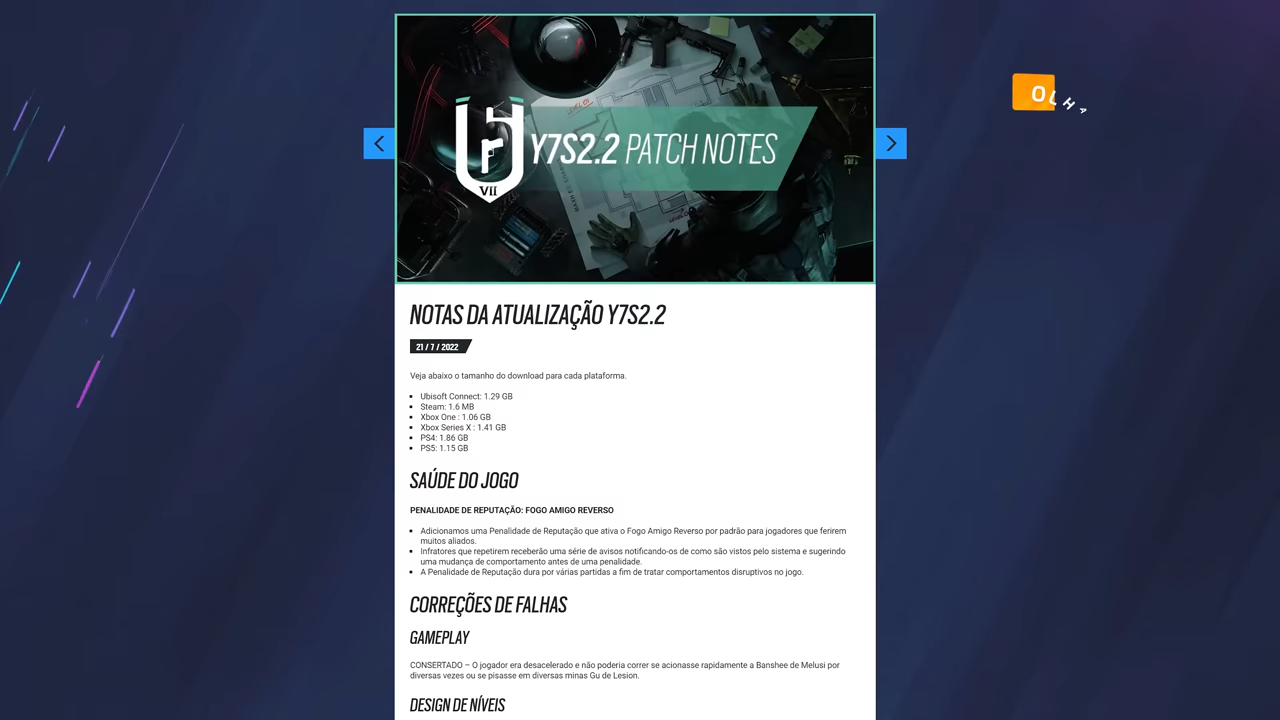 Y7S2.2 PATCH NOTES
VII
OLHA
NOTAS DA ATUALIZAÇÃO Y7S2.2
21 / 7 / 2022
Veja abaixo o tamanho do download para cada plataforma.
Ubisoft Connect: 1.29 GB
Steam: 1.6 MB
Xbox One : 1.06 GB
Xbox Series X : 1.41 GB
PS4: 1.86 GB
PS5: 1.15 GB
SAÚDE DO JOGO
PENALIDADE DE REPUTAÇÃO: FOGO AMIGO REVERSO
Adicionamos uma Penalidade de Reputação que ativa o Fogo Amigo Reverso por padrão para jogadores que ferirem
muitos aliados.
Infratores que repetirem receberão uma série de avisos notificando-os de como são vistos pelo sistema e sugerindo
uma mudança de comportamento antes de uma penalidade.
A Penalidade de Reputação dura por várias partidas a fim de tratar comportamentos disruptivos no jogo.
CORREÇÕES DE FALHAS
GAMEPLAY
CONSERTADO – O jogador era desacelerado e não poderia correr se acionasse rapidamente a Banshee de Melusi por
diversas vezes ou se pisasse em diversas minas Gu de Lesion.
DESIGN DE NÍVEIS